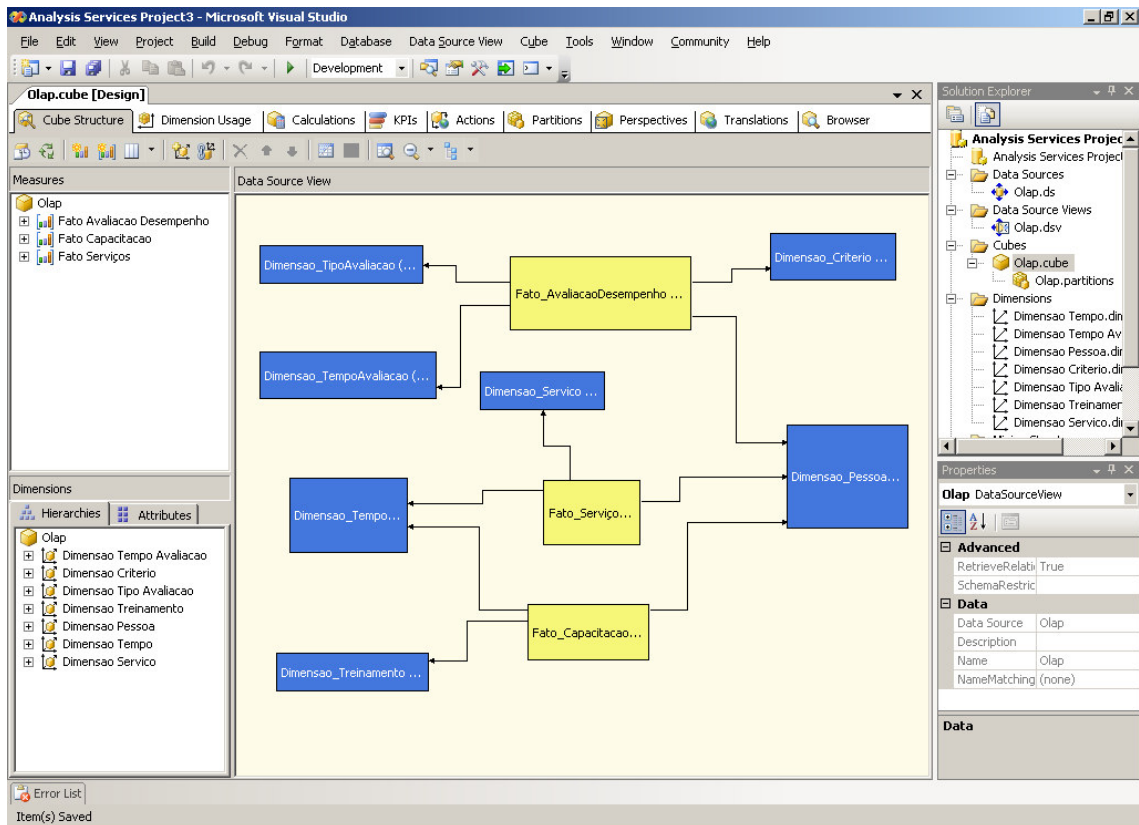 Analysis Services Project3 - Microsoft Visual Studio
File Edit View Project Build Debug Format Database Data Source View Cube Tools Window Community Help
Development
Olap.cube [Design]
Cube Structure Dimension Usage Calculations KPIs Actions Partitions Perspectives Translations Browser
Measures
Olap
Fato Avaliacao Desempenho
Fato Capacitacao
Fato Serviços
Dimensions
Hierarchies Attributes
Olap
Dimensao Tempo Avaliacao
Dimensao Criterio
Dimensao Tipo Avaliacao
Dimensao Treinamento
Dimensao Pessoa
Dimensao Tempo
Dimensao Servico
Data Source View
Dimensao_TipoAvaliacao (...
Dimensao_Criterio ...
Fato_AvaliacaoDesempenho ...
Dimensao_TempoAvaliacao (...
Dimensao_Servico ...
Dimensao_Pessoa...
Dimensao_Tempo...
Fato_Serviço...
Fato_Capacitacao...
Dimensao_Treinamento ...
Solution Explorer
Analysis Services Projec
Analysis Services Project
Data Sources
Olap.ds
Data Source Views
Olap.dsv
Cubes
Olap.cube
Olap.partitions
Dimensions
Dimensao Tempo.dim
Dimensao Tempo Av
Dimensao Pessoa.dir
Dimensao Criterio.dim
Dimensao Tipo Avalia
Dimensao Treinamer
Dimensao Servico.di
Properties
Olap DataSourceView
Advanced
RetrieveRelati True
SchemaRestric
Data
Data Source Olap
Description
Name Olap
NameMatching (none)
Data
Error List
Item(s) Saved